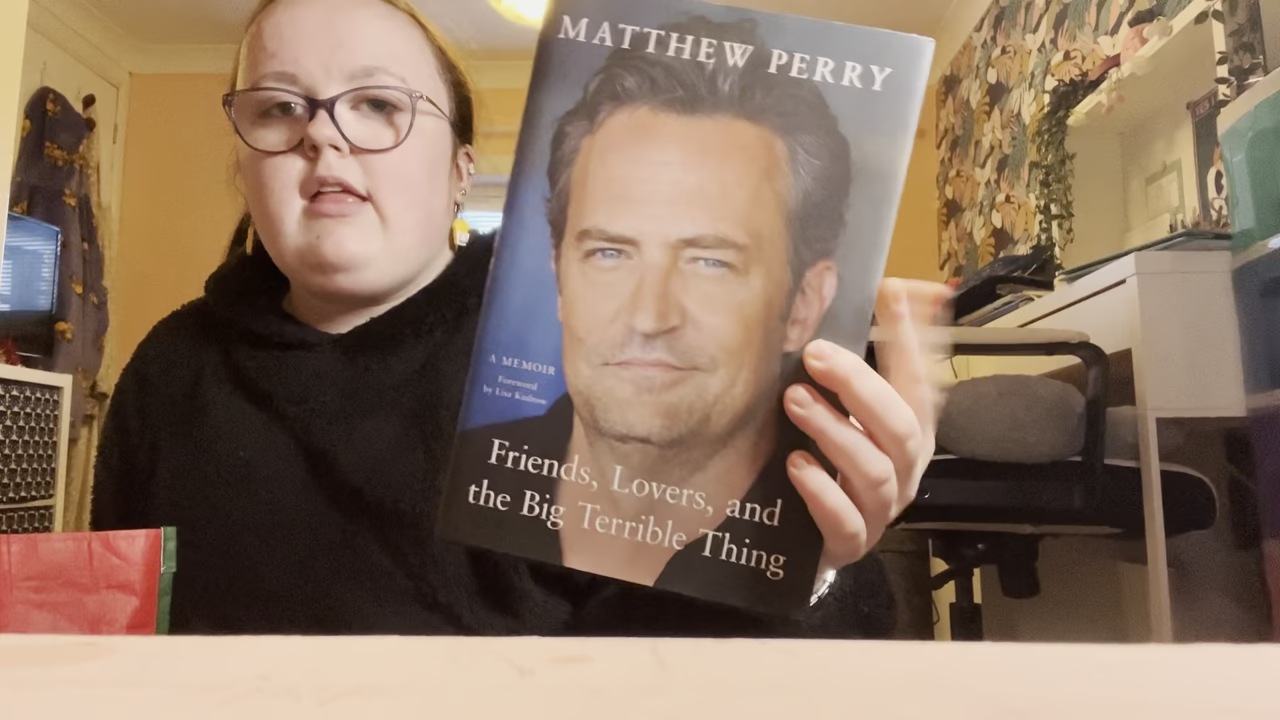 MATTHEW PERRY
A MEMOIR
Foreword
by Lisa Kudrow
Friends, Lovers, and
the Big Terrible Thing